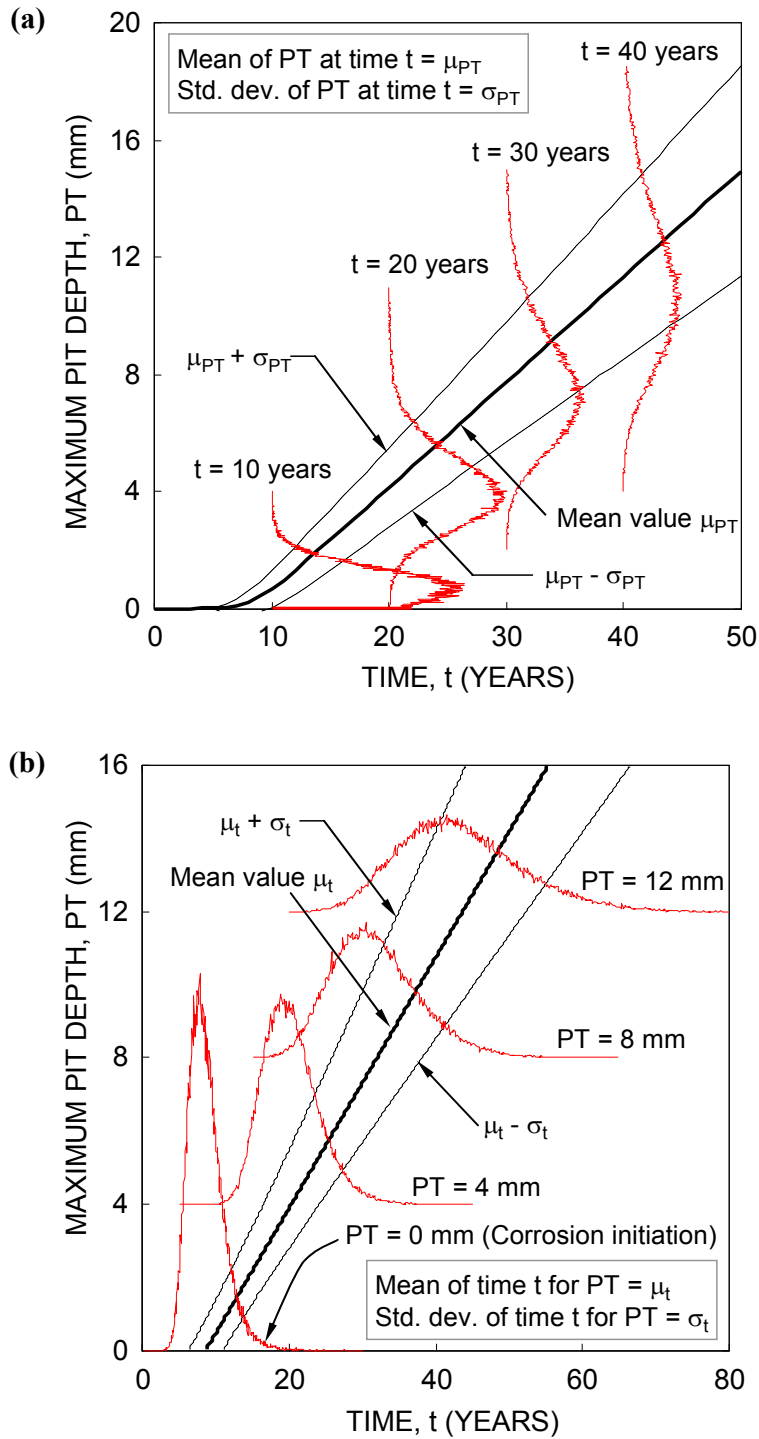 (a)
20
16
12
8
4
0
MAXIMUM PIT DEPTH, PT (mm)
Mean of PT at time t = μPT
Std. dev. of PT at time t = σPT
t = 40 years
t = 30 years
t = 20 years
μPT + σPT
t = 10 years
Mean value μPT
μPT - σPT
0 10 20 30 40 50
TIME, t (YEARS)
(b)
16
12
8
4
0
MAXIMUM PIT DEPTH, PT (mm)
μt + σt
Mean value μt
PT = 12 mm
PT = 8 mm
μt - σt
PT = 4 mm
PT = 0 mm (Corrosion initiation)
Mean of time t for PT = μt
Std. dev. of time t for PT = σt
0 20 40 60 80
TIME, t (YEARS)